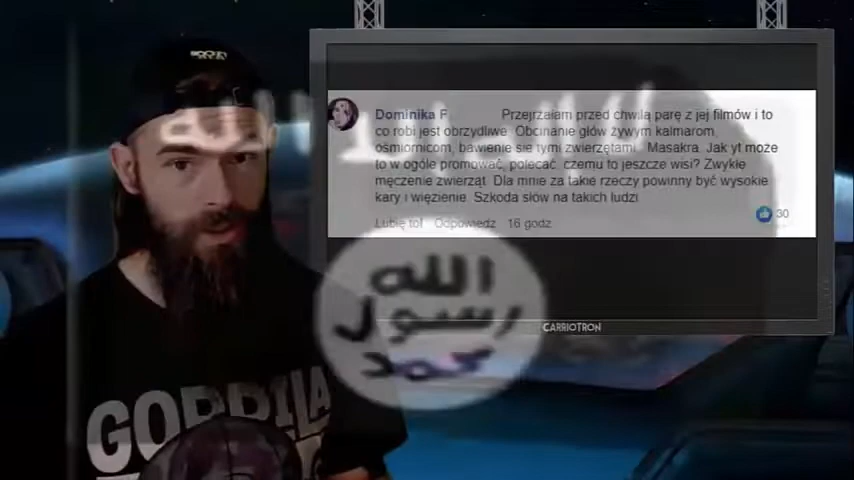 Dominika F Przejrzałam przed chwilą parę z jej filmów i to
co robi jest obrzydliwe. Obcinanie głów żywym kalmarom,
ośmiornicom, bawienie się tymi zwierzętami.. Masakra. Jak yt może
to w ogóle promować, polecać, czemu to jeszcze wisi? Zwykłe
męczenie zwierząt. Dla mnie za takie rzeczy powinny być wysokie
kary i więzienie. Szkoda słów na takich ludzi
Lubię to! Odpowiedz 16 godz.
30
الله
رسول
محمد
CARRIOTRON
GORRILA